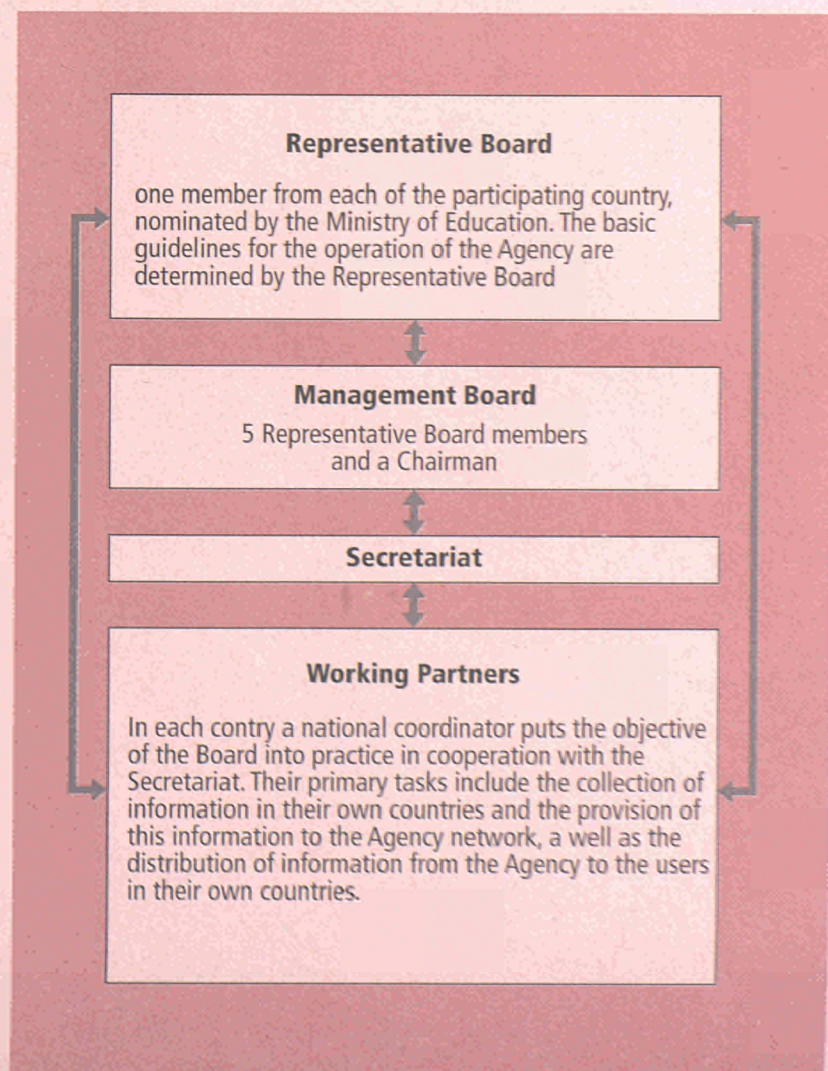 Representative Board
one member from each of the participating country,
nominated by the Ministry of Education. The basic
guidelines for the operation of the Agency are
determined by the Representative Board
Management Board
5 Representative Board members
and a Chairman
Secretariat
Working Partners
In each contry a national coordinator puts the objective
of the Board into practice in cooperation with the
Secretariat. Their primary tasks include the collection of
information in their own countries and the provision of
this information to the Agency network, a well as the
distribution of information from the Agency to the users
in their own countries.